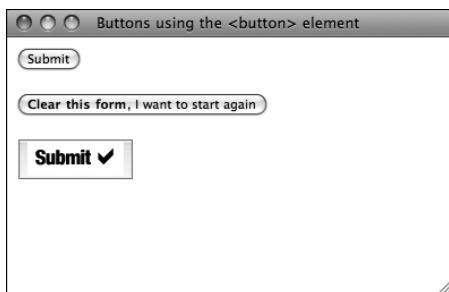 Buttons using the <button> element
Submit
Clear this form, I want to start again
Submit ✔